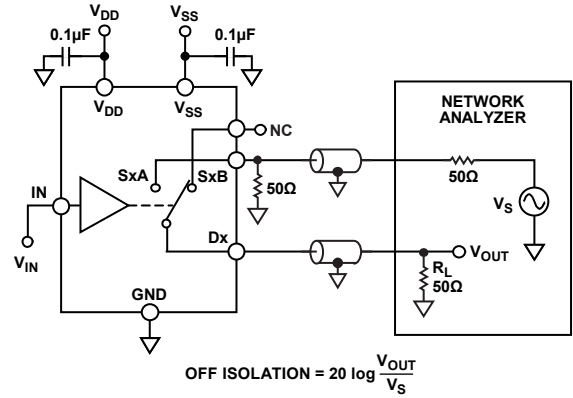 VDD
VSS
0.1µF
0.1µF
VDD
VSS
NETWORK
ANALYZER
NC
SxA
SxB
50Ω
50Ω
IN
VS
Dx
VOUT
VIN
RL
50Ω
GND
OFF ISOLATION = 20 log VOUT
VS